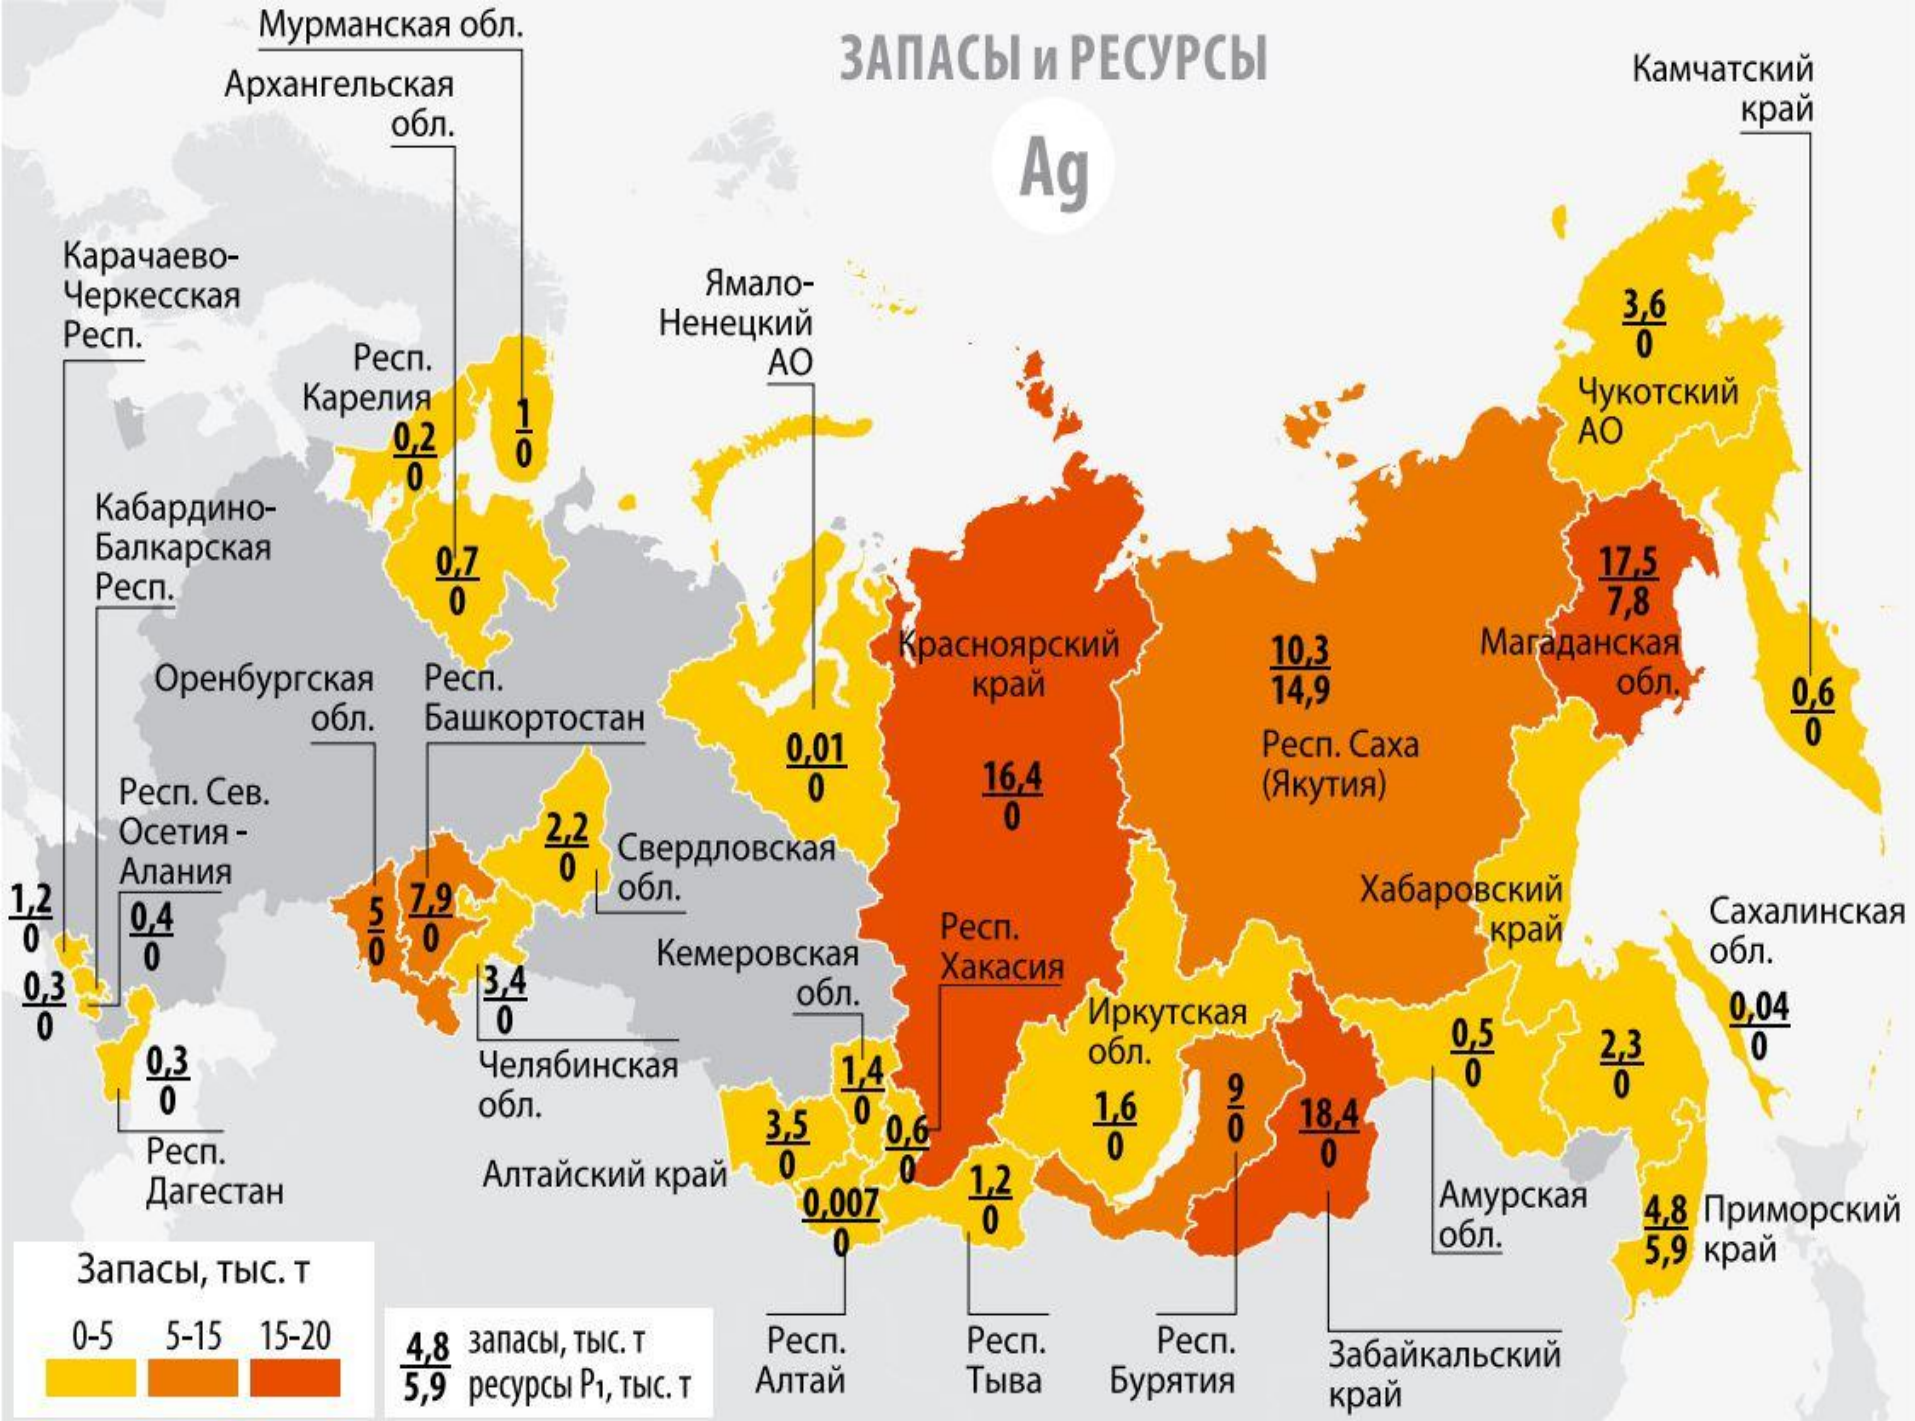 Мурманская обл.
ЗАПАСЫ и РЕСУРСЫ
Ag
Архангельская
обл.
Камчатский
край
Карачаево-
Черкесская
Респ.
Ямало-
Ненецкий
АО
Респ.
Карелия
0,2
0
1
0
3,6
0
Чукотский
АО
Кабардино-
Балкарская
Респ.
0,7
0
17,5
7,8
Магаданская
обл.
Красноярский
край
16,4
0
10,3
14,9
Респ. Саха
(Якутия)
0,6
0
Оренбургская
обл.
Респ.
Башкортостан
0,01
0
Респ. Сев.
Осетия -
Алания
2,2
0
Свердловская
обл.
1,2
0
0,4
0
5
0
7,9
0
Хабаровский
край
Сахалинская
обл.
0,04
0
Кемеровская
обл.
Респ.
Хакасия
0,3
0
3,4
0
Челябинская
обл.
0,3
0
Респ.
Дагестан
Иркутская
обл.
1,6
0
9
0
18,4
0
0,5
0
2,3
0
1,4
0
3,5
0
0,6
0
Алтайский край
0,007
0
1,2
0
Амурская
обл.
4,8
5,9
Приморский
край
Респ.
Алтай
Респ.
Тыва
Респ.
Бурятия
Забайкальский
край
Запасы, тыс. т
0-5 5-15 15-20
4,8 запасы, тыс. т
5,9 ресурсы P₁, тыс. т